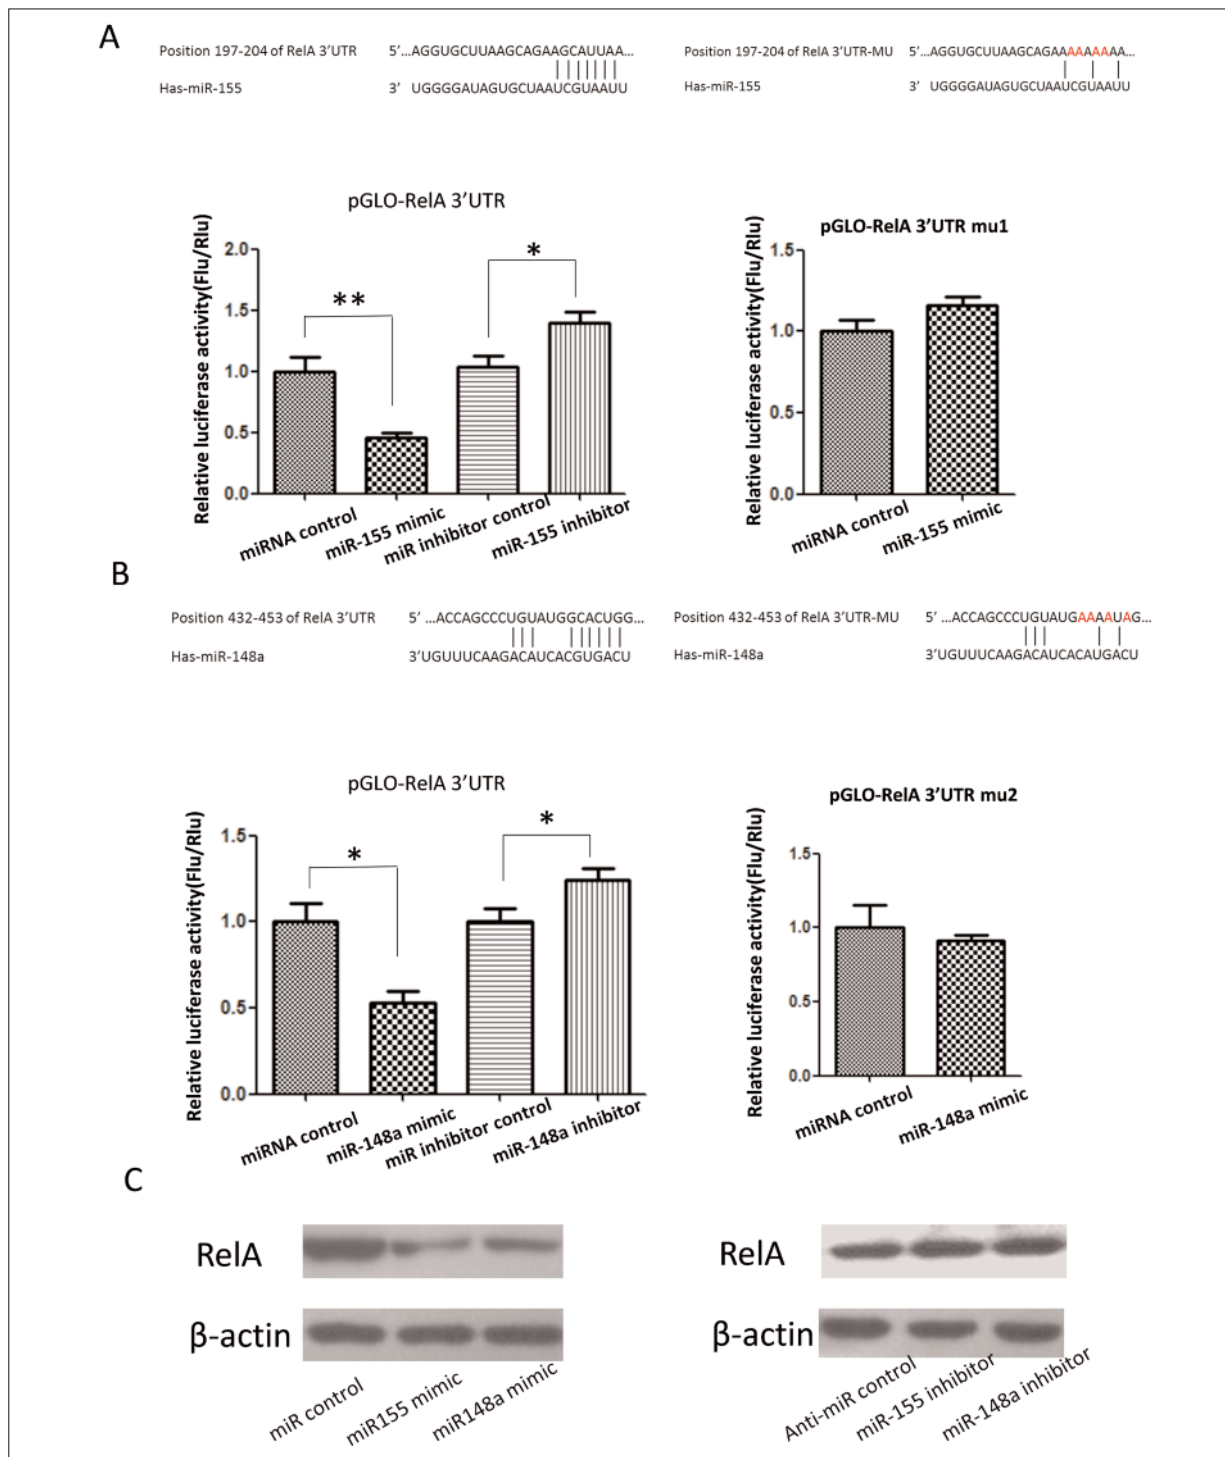 A
Position 197-204 of RelA 3'UTR 5'...AGGUGCUUAAGCAGAAGCAUUAA...
Has-miR-155 3' UGGGGAUAGUGCUAAUCGUAAUU
Position 197-204 of RelA 3'UTR-MU 5'...AGGUGCUUAAGCAGAAAAAAAAA...
Has-miR-155 3' UGGGGAUAGUGCUAAUCGUAAUU
pGLO-RelA 3'UTR
Relative luciferase activity(Flu/Rlu)
2.0
1.5
1.0
0.5
0.0
**
*
miRNA control
miR-155 mimic
miR inhibitor control
miR-155 inhibitor
pGLO-RelA 3'UTR mu1
Relative luciferase activity(Flu/Rlu)
1.5
1.0
0.5
0.0
miRNA control
miR-155 mimic
B
Position 432-453 of RelA 3'UTR 5' ...ACCAGCCCUGUAUGGCACUGG...
Has-miR-148a 3'UGUUUCAAGACAUCACGUGACU
Position 432-453 of RelA 3'UTR-MU 5' ...ACCAGCCCUGUAUGAAAAUAG...
Has-miR-148a 3'UGUUUCAAGACAUCACAUGACU
pGLO-RelA 3'UTR
Relative luciferase activity(Flu/Rlu)
1.5
1.0
0.5
0.0
*
*
miRNA control
miR-148a mimic
miR inhibitor control
miR-148a inhibitor
pGLO-RelA 3'UTR mu2
Relative luciferase activity(Flu/Rlu)
1.5
1.0
0.5
0.0
miRNA control
miR-148a mimic
C
RelA
β-actin
miR control
miR155 mimic
miR148a mimic
RelA
β-actin
Anti-miR control
miR-155 inhibitor
miR-148a inhibitor